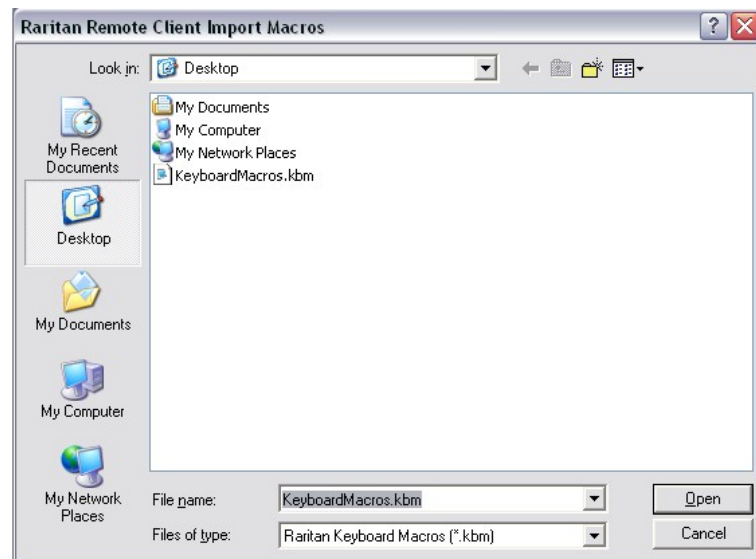 Raritan Remote Client Import Macros
Look in: Desktop
My Documents
My Computer
My Network Places
KeyboardMacros.kbm
My Recent
Documents
Desktop
My Documents
My Computer
My Network
Places
File name: KeyboardMacros.kbm Open
Files of type: Raritan Keyboard Macros (*.kbm) Cancel